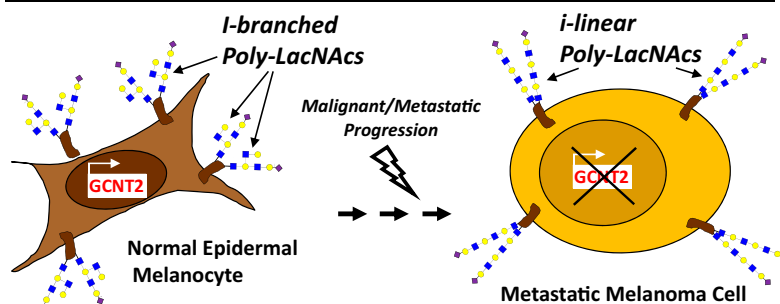 I-branched
Poly-LacNAcs
i-linear
Poly-LacNAcs
Malignant/Metastatic
Progression
GCNT2
GCNT2
Normal Epidermal
Melanocyte
Metastatic Melanoma Cell